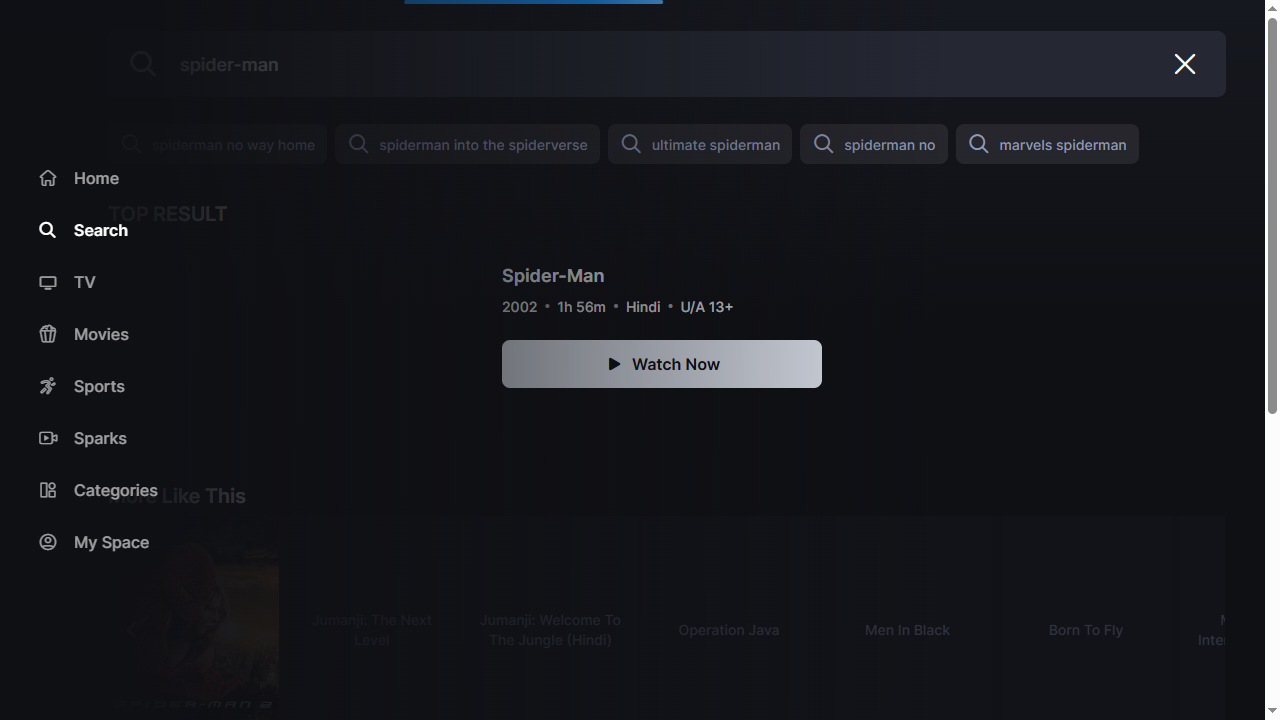 spider-man
spiderman no way home
spiderman into the spiderverse
ultimate spiderman
spiderman no
marvels spiderman
Home
TOP RESULT
Search
Spider-Man
TV
2002 • 1h 56m • Hindi • U/A 13+
Movies
Watch Now
Sports
Sparks
Categories
Like This
My Space
Jumanji: The Next
Level
Jumanji: Welcome To
The Jungle (Hindi)
Operation Java
Men In Black
Born To Fly